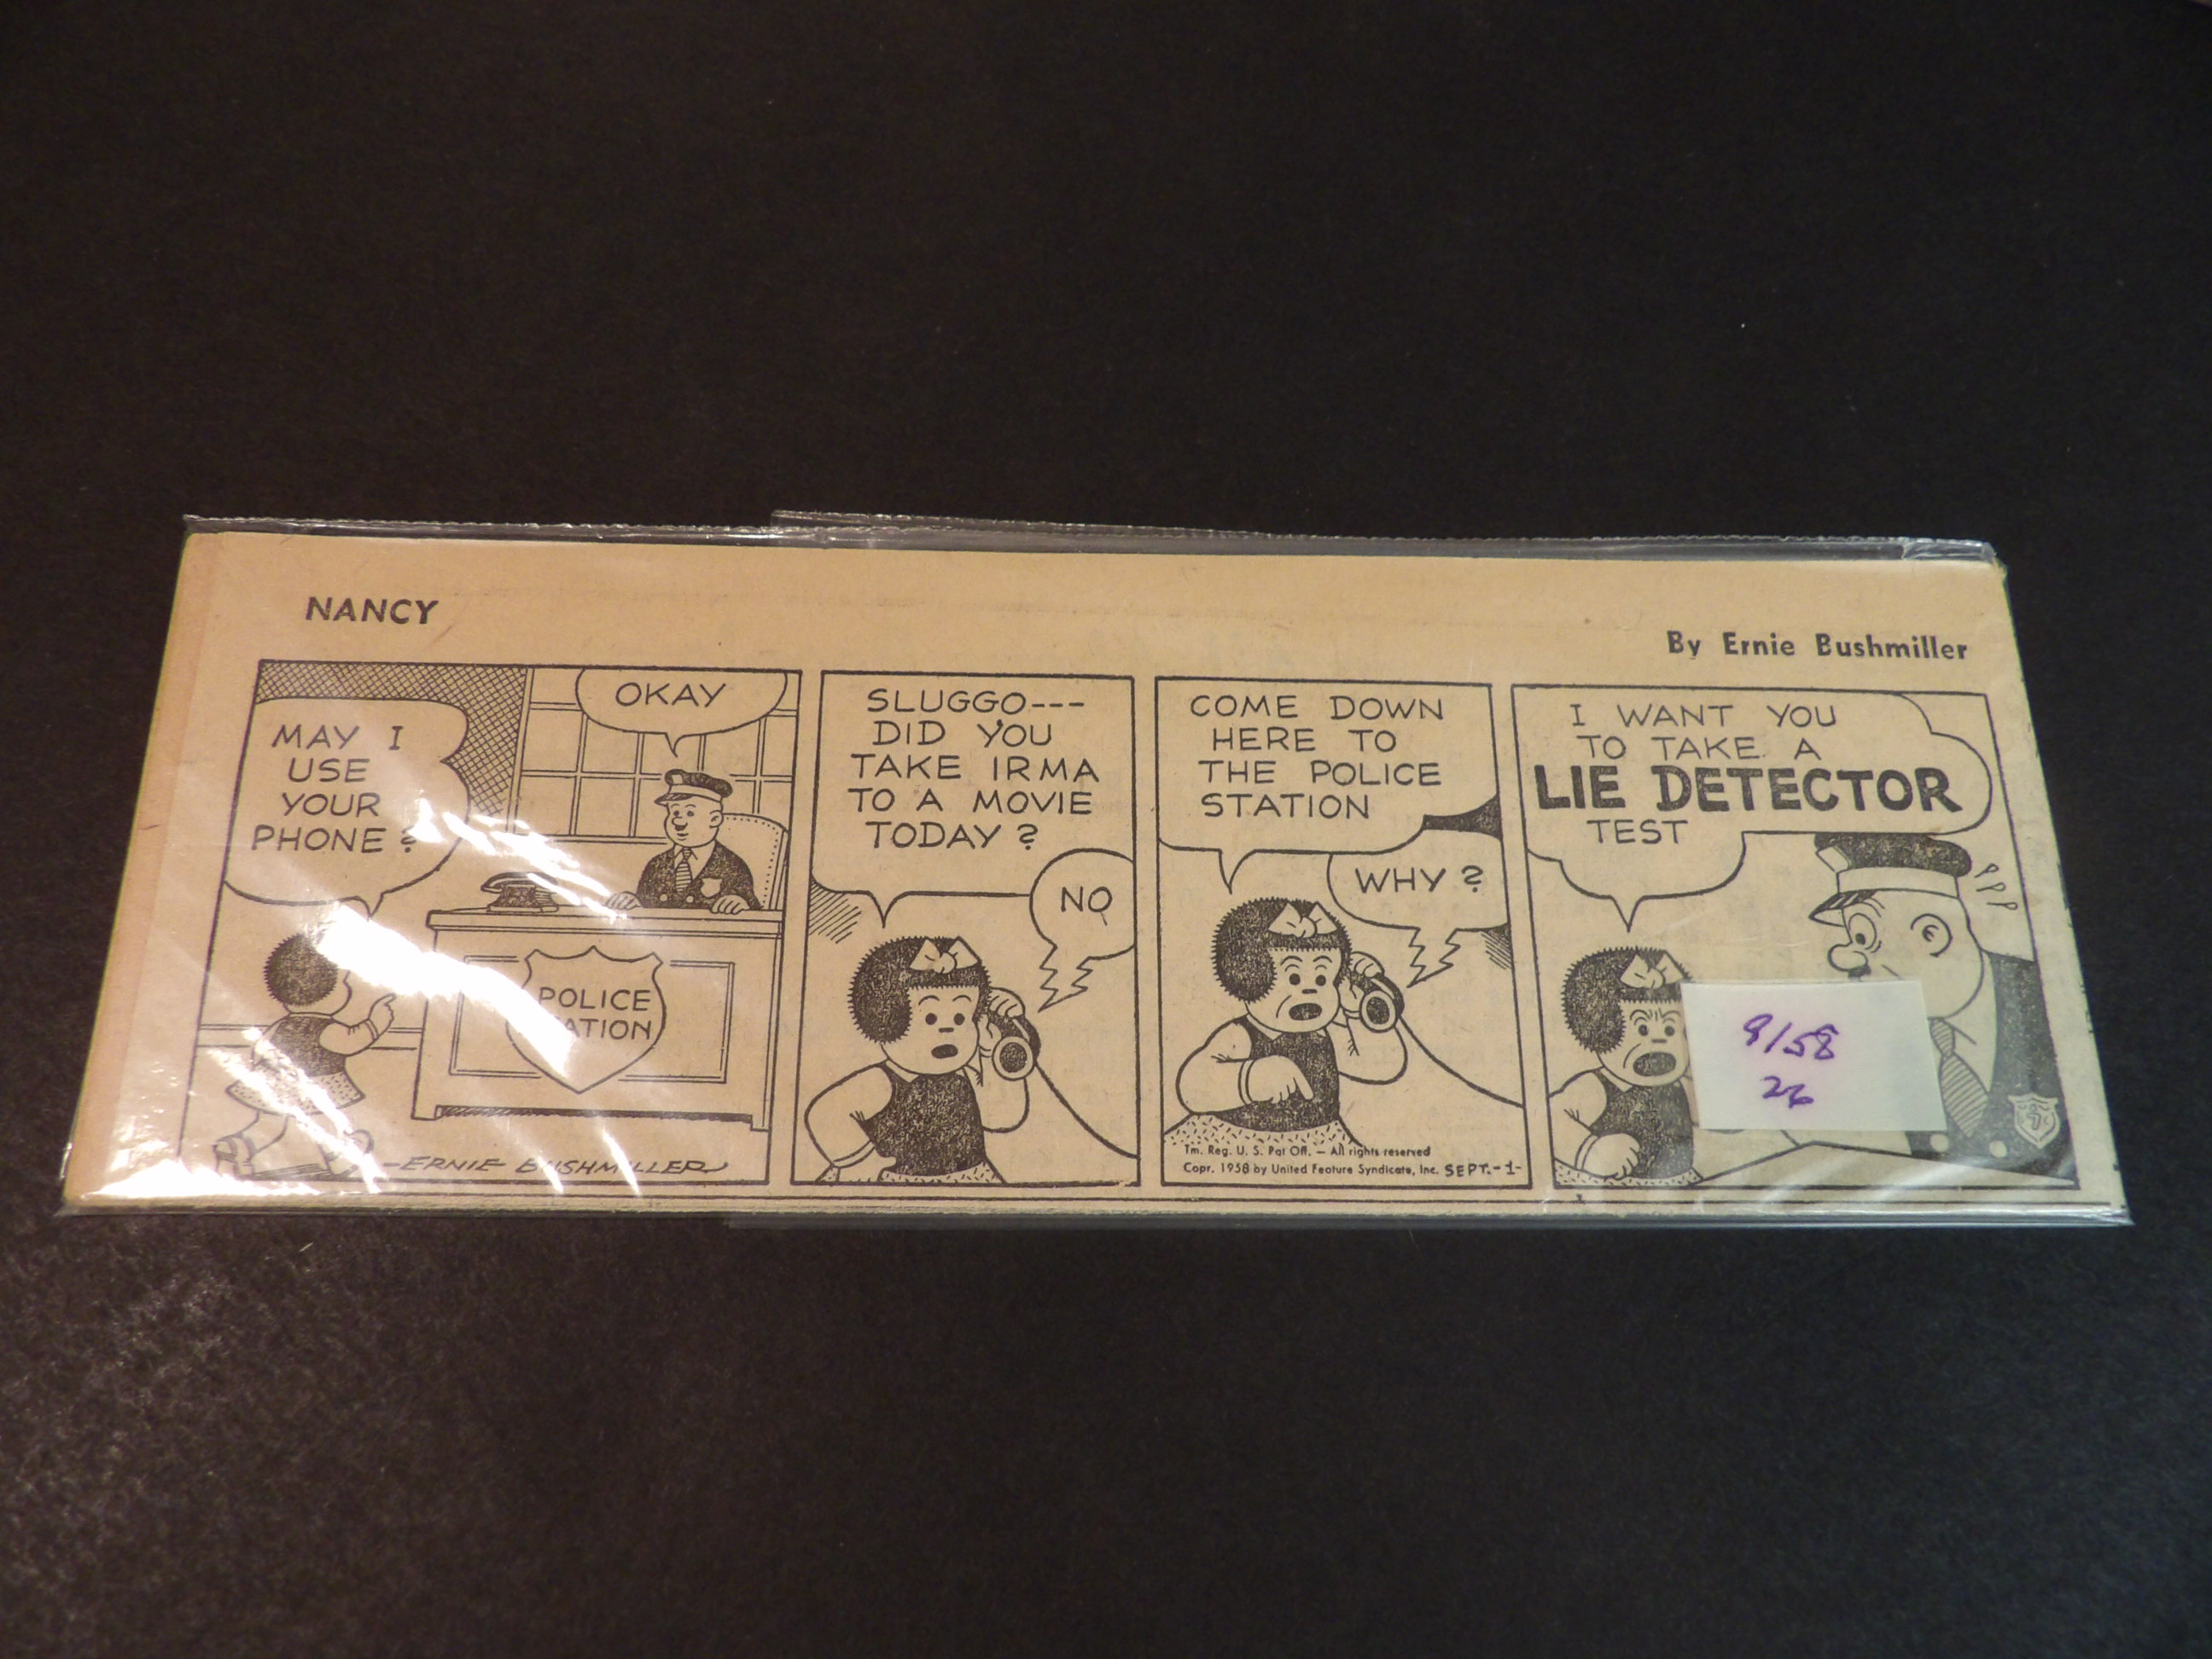 NANCY
By Ernie Bushmiller
MAY I
USE
YOUR
PHONE ?
OKAY
POLICE
STATION
—ERNIE BUSHMILLER
SLUGGO---
DID YOU
TAKE IRMA
TO A MOVIE
TODAY ?
NO
COME DOWN
HERE TO
THE POLICE
STATION
WHY ?
Tm. Reg. U. S. Pat Off. — All rights reserved
Copr. 1958 by United Feature Syndicate, Inc. SEPT.-1-
I WANT YOU
TO TAKE A
LIE DETECTOR
TEST
9/58
26